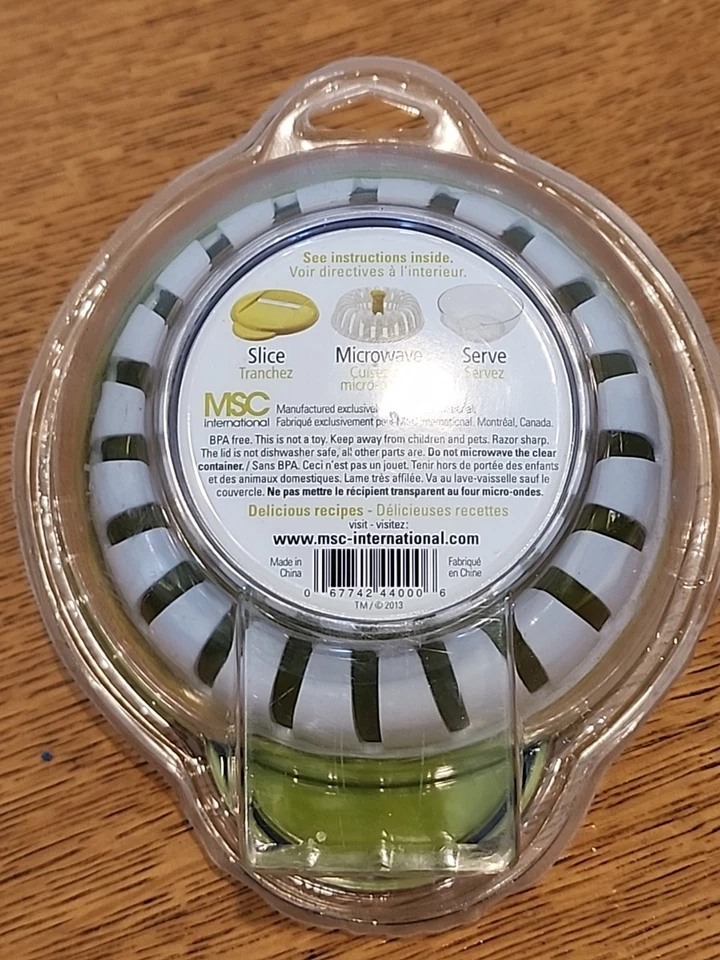 See instructions inside.
Voir directives à l'interieur.
Slice Microwave Serve
Tranchez Servez
MSC
International
Manufactured
Fabriqué exclusivement International. Montréal, Canada.
BPA free. This is not a toy. Keep away from children and pets. Razor sharp.
The lid is not dishwasher safe, all other parts are. Do not microwave the clear
container. / Sans BPA. Ceci n'est pas un jouet. Tenir hors de portée des enfants
et des animaux domestiques. Lame très affilée. Va au lave-vaisselle sauf le
couvercle. Ne pas mettre le récipient transparent au four micro-ondes.
Delicious recipes - Délicieuses recettes
visit - visitez:
www.msc-international.com
Made in
China
Fabriqué
en Chine
0 67742 44000 6
TM / © 2013